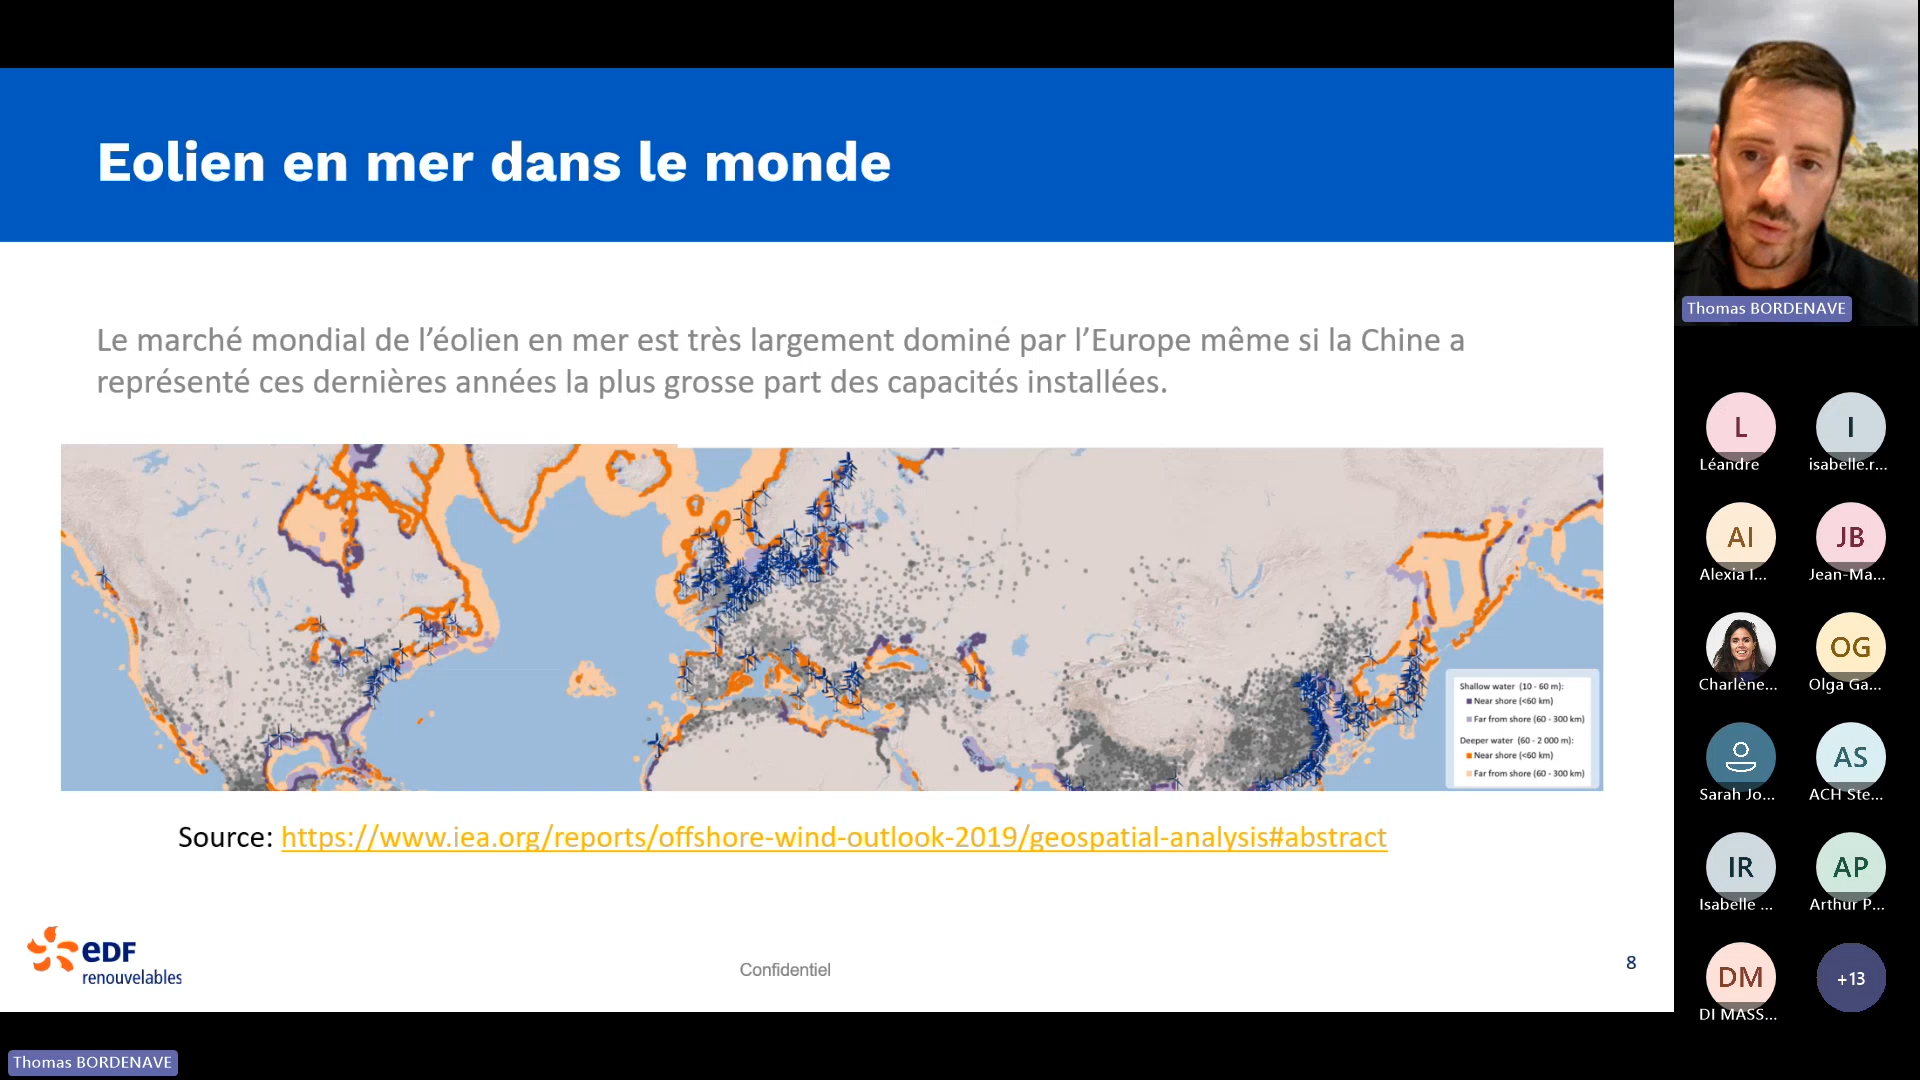 Eolien en mer dans le monde
Le marché mondial de l’éolien en mer est très largement dominé par l’Europe même si la Chine a
représenté ces dernières années la plus grosse part des capacités installées.
Shallow water (10 - 60 m):
Near shore (<60 km)
Far from shore (60 - 300 km)
Deeper water (60 - 2 000 m):
Near shore (<60 km)
Far from shore (60 - 300 km)
Source: https://www.iea.org/reports/offshore-wind-outlook-2019/geospatial-analysis#abstract
eDF
renouvelables
Confidentiel
8
Thomas BORDENAVE
Thomas BORDENAVE
L
Léandre
I
isabelle.r...
AI
Alexia I...
JB
Jean-Ma...
Charlène...
OG
Olga Ga...
Sarah Jo...
AS
ACH Ste...
IR
Isabelle ...
AP
Arthur P...
DM
DI MASS...
+13